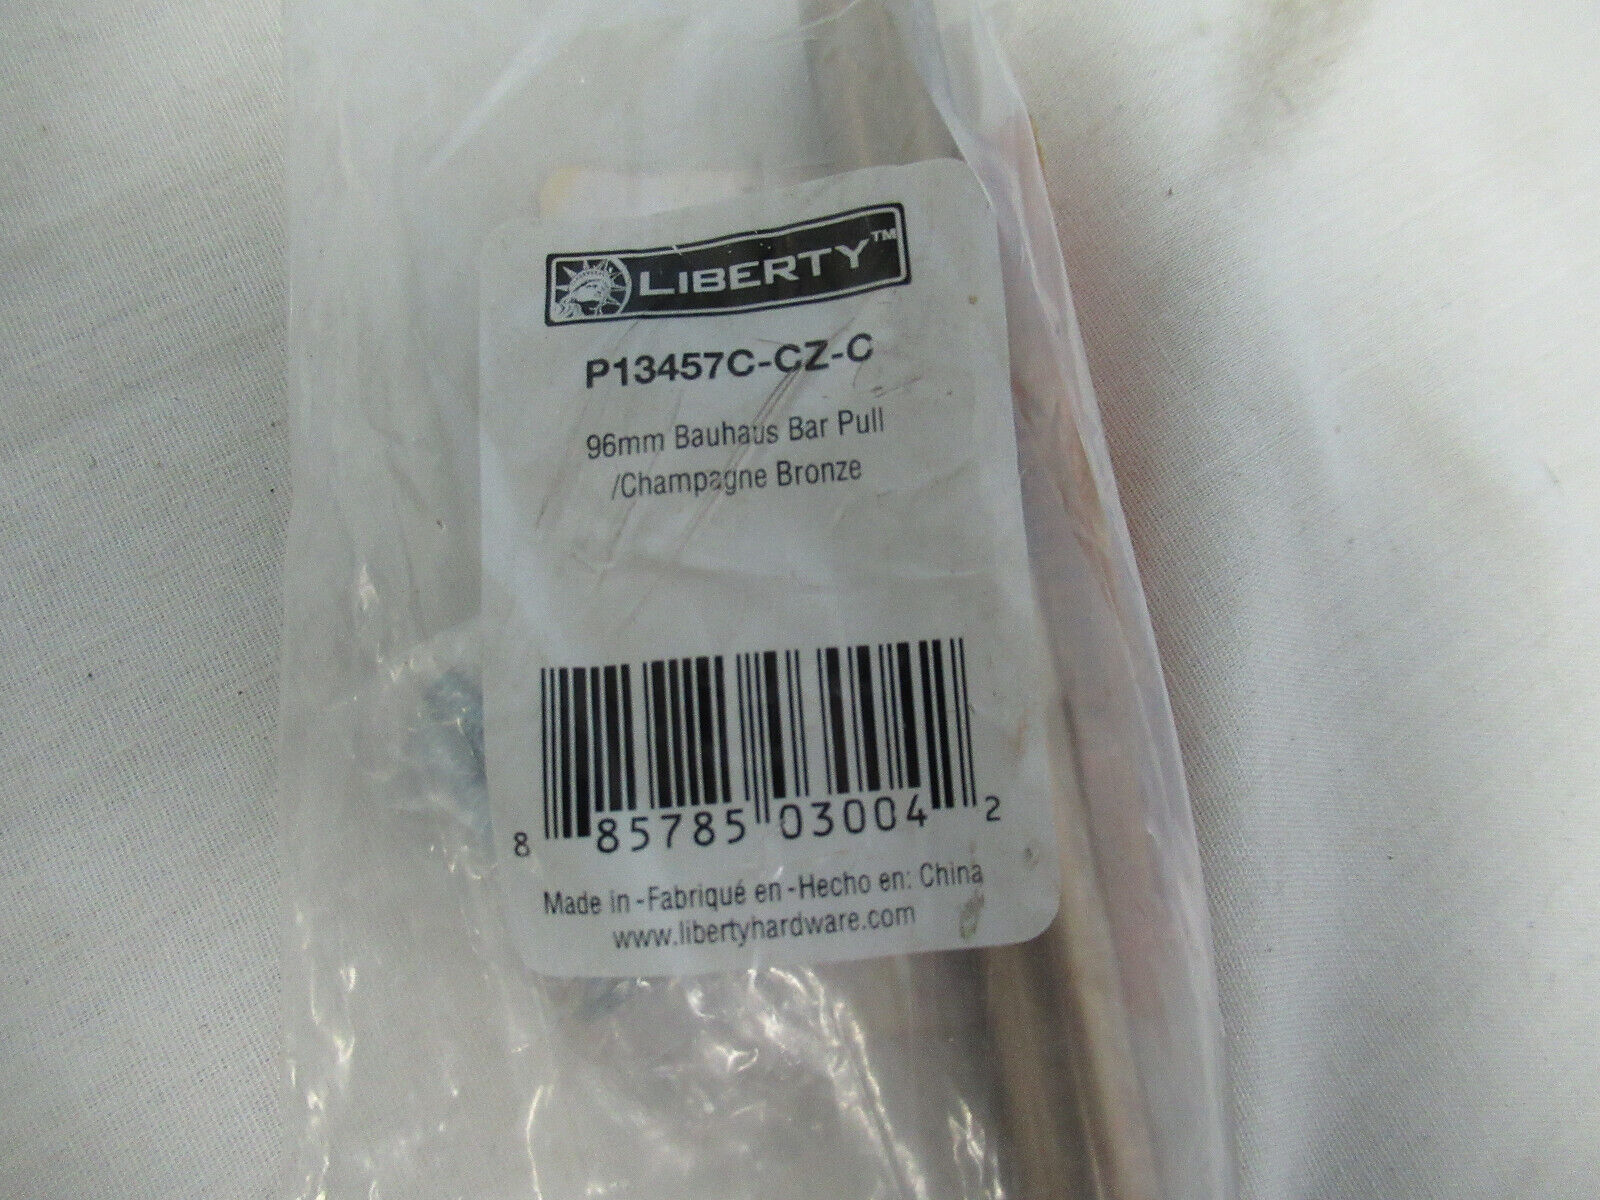 LIBERTY™
P13457C-CZ-C
96mm Bauhaus Bar Pull
/Champagne Bronze
8 85785 03004 2
Made in -Fabriqué en -Hecho en: China
www.libertyhardware.com